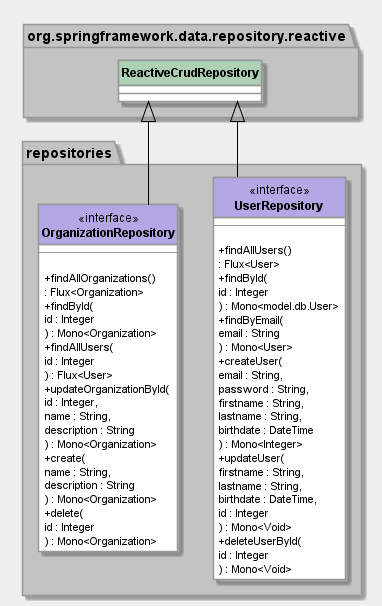 org.springframework.data.repository.reactive
ReactiveCrudRepository
repositories
«interface»
OrganizationRepository
+findAllOrganizations()
: Flux<Organization>
+findById(
id : Integer
) : Mono<Organization>
+findAllUsers(
id : Integer
) : Flux<User>
+updateOrganizationById(
id : Integer,
name : String,
description : String
) : Mono<Organization>
+create(
name : String,
description : String
) : Mono<Organization>
+delete(
id : Integer
) : Mono<Organization>
«interface»
UserRepository
+findAllUsers()
: Flux<User>
+findById(
id : Integer
) : Mono<model.db.User>
+findByEmail(
email : String
) : Mono<User>
+createUser(
email : String,
password : String,
firstname : String,
lastname : String,
birthdate : DateTime
) : Mono<Integer>
+updateUser(
firstname : String,
lastname : String,
birthdate : DateTime,
id : Integer
) : Mono<Void>
+deleteUserById(
id : Integer
) : Mono<Void>